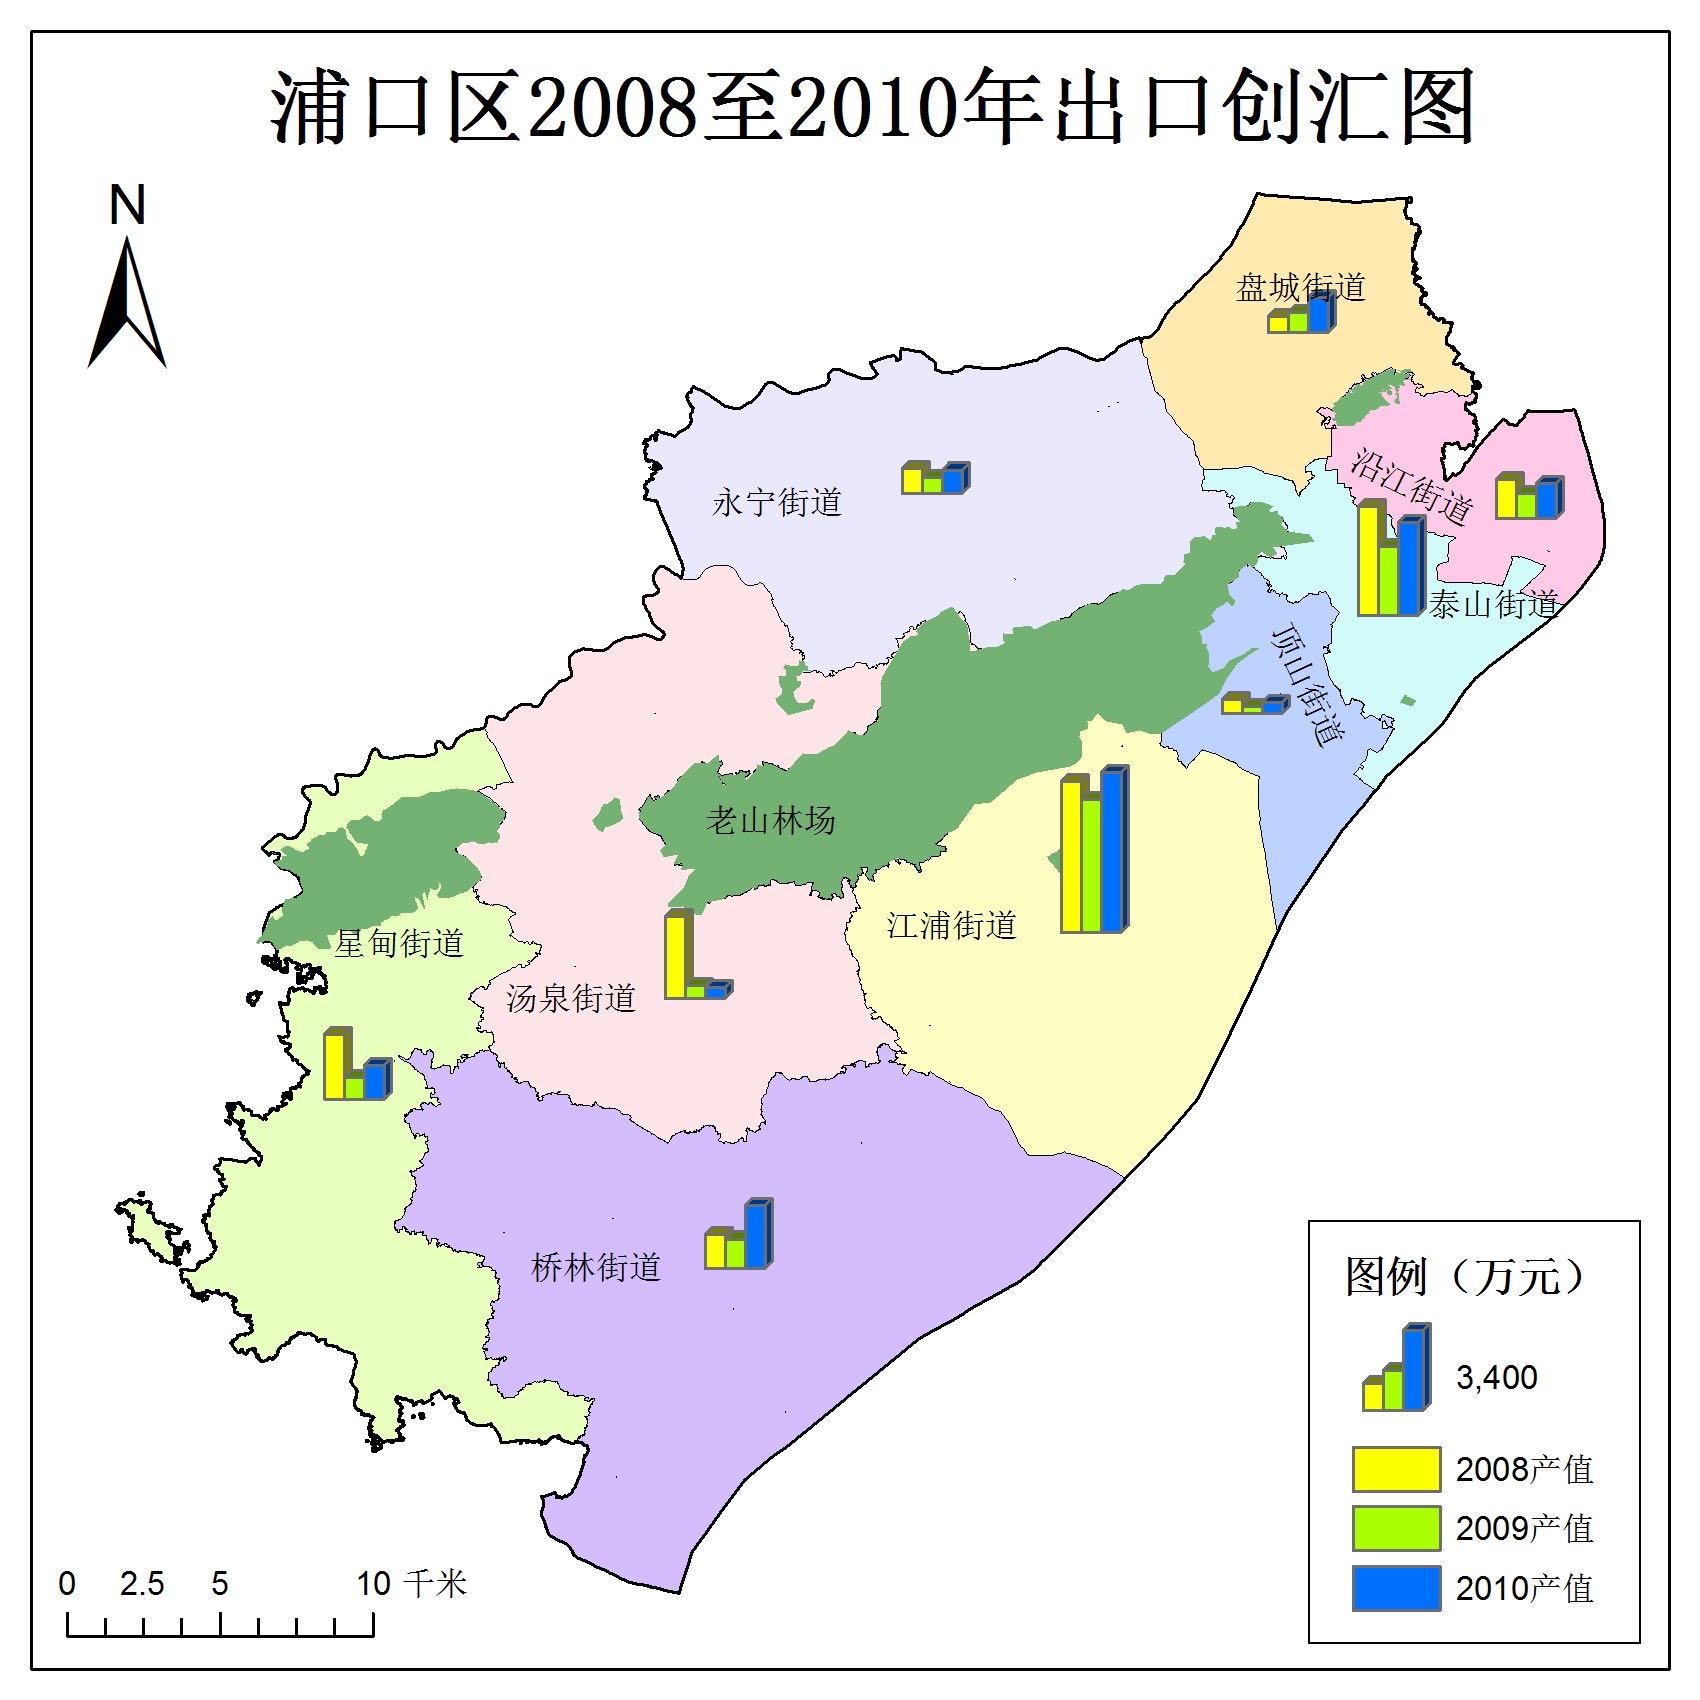 浦口区2008至2010年出口创汇图
N
盘城街道
沿江街道
永宁街道
泰山街道
顶山街道
老山林场
江浦街道
星甸街道
汤泉街道
桥林街道
图例（万元）
3,400
2008产值
2009产值
2010产值
0 2.5 5 10 千米